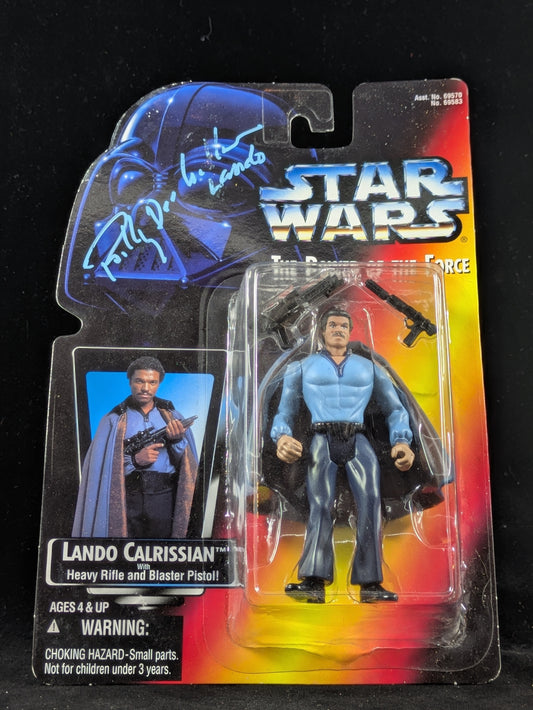 Asst. No. 69570
No. 69583
Lando
STAR
WARS
THE POWER OF THE FORCE
LANDO CALRISSIAN™
With
Heavy Rifle and Blaster Pistol!
AGES 4 & UP
WARNING:
CHOKING HAZARD-Small parts.
Not for children under 3 years.